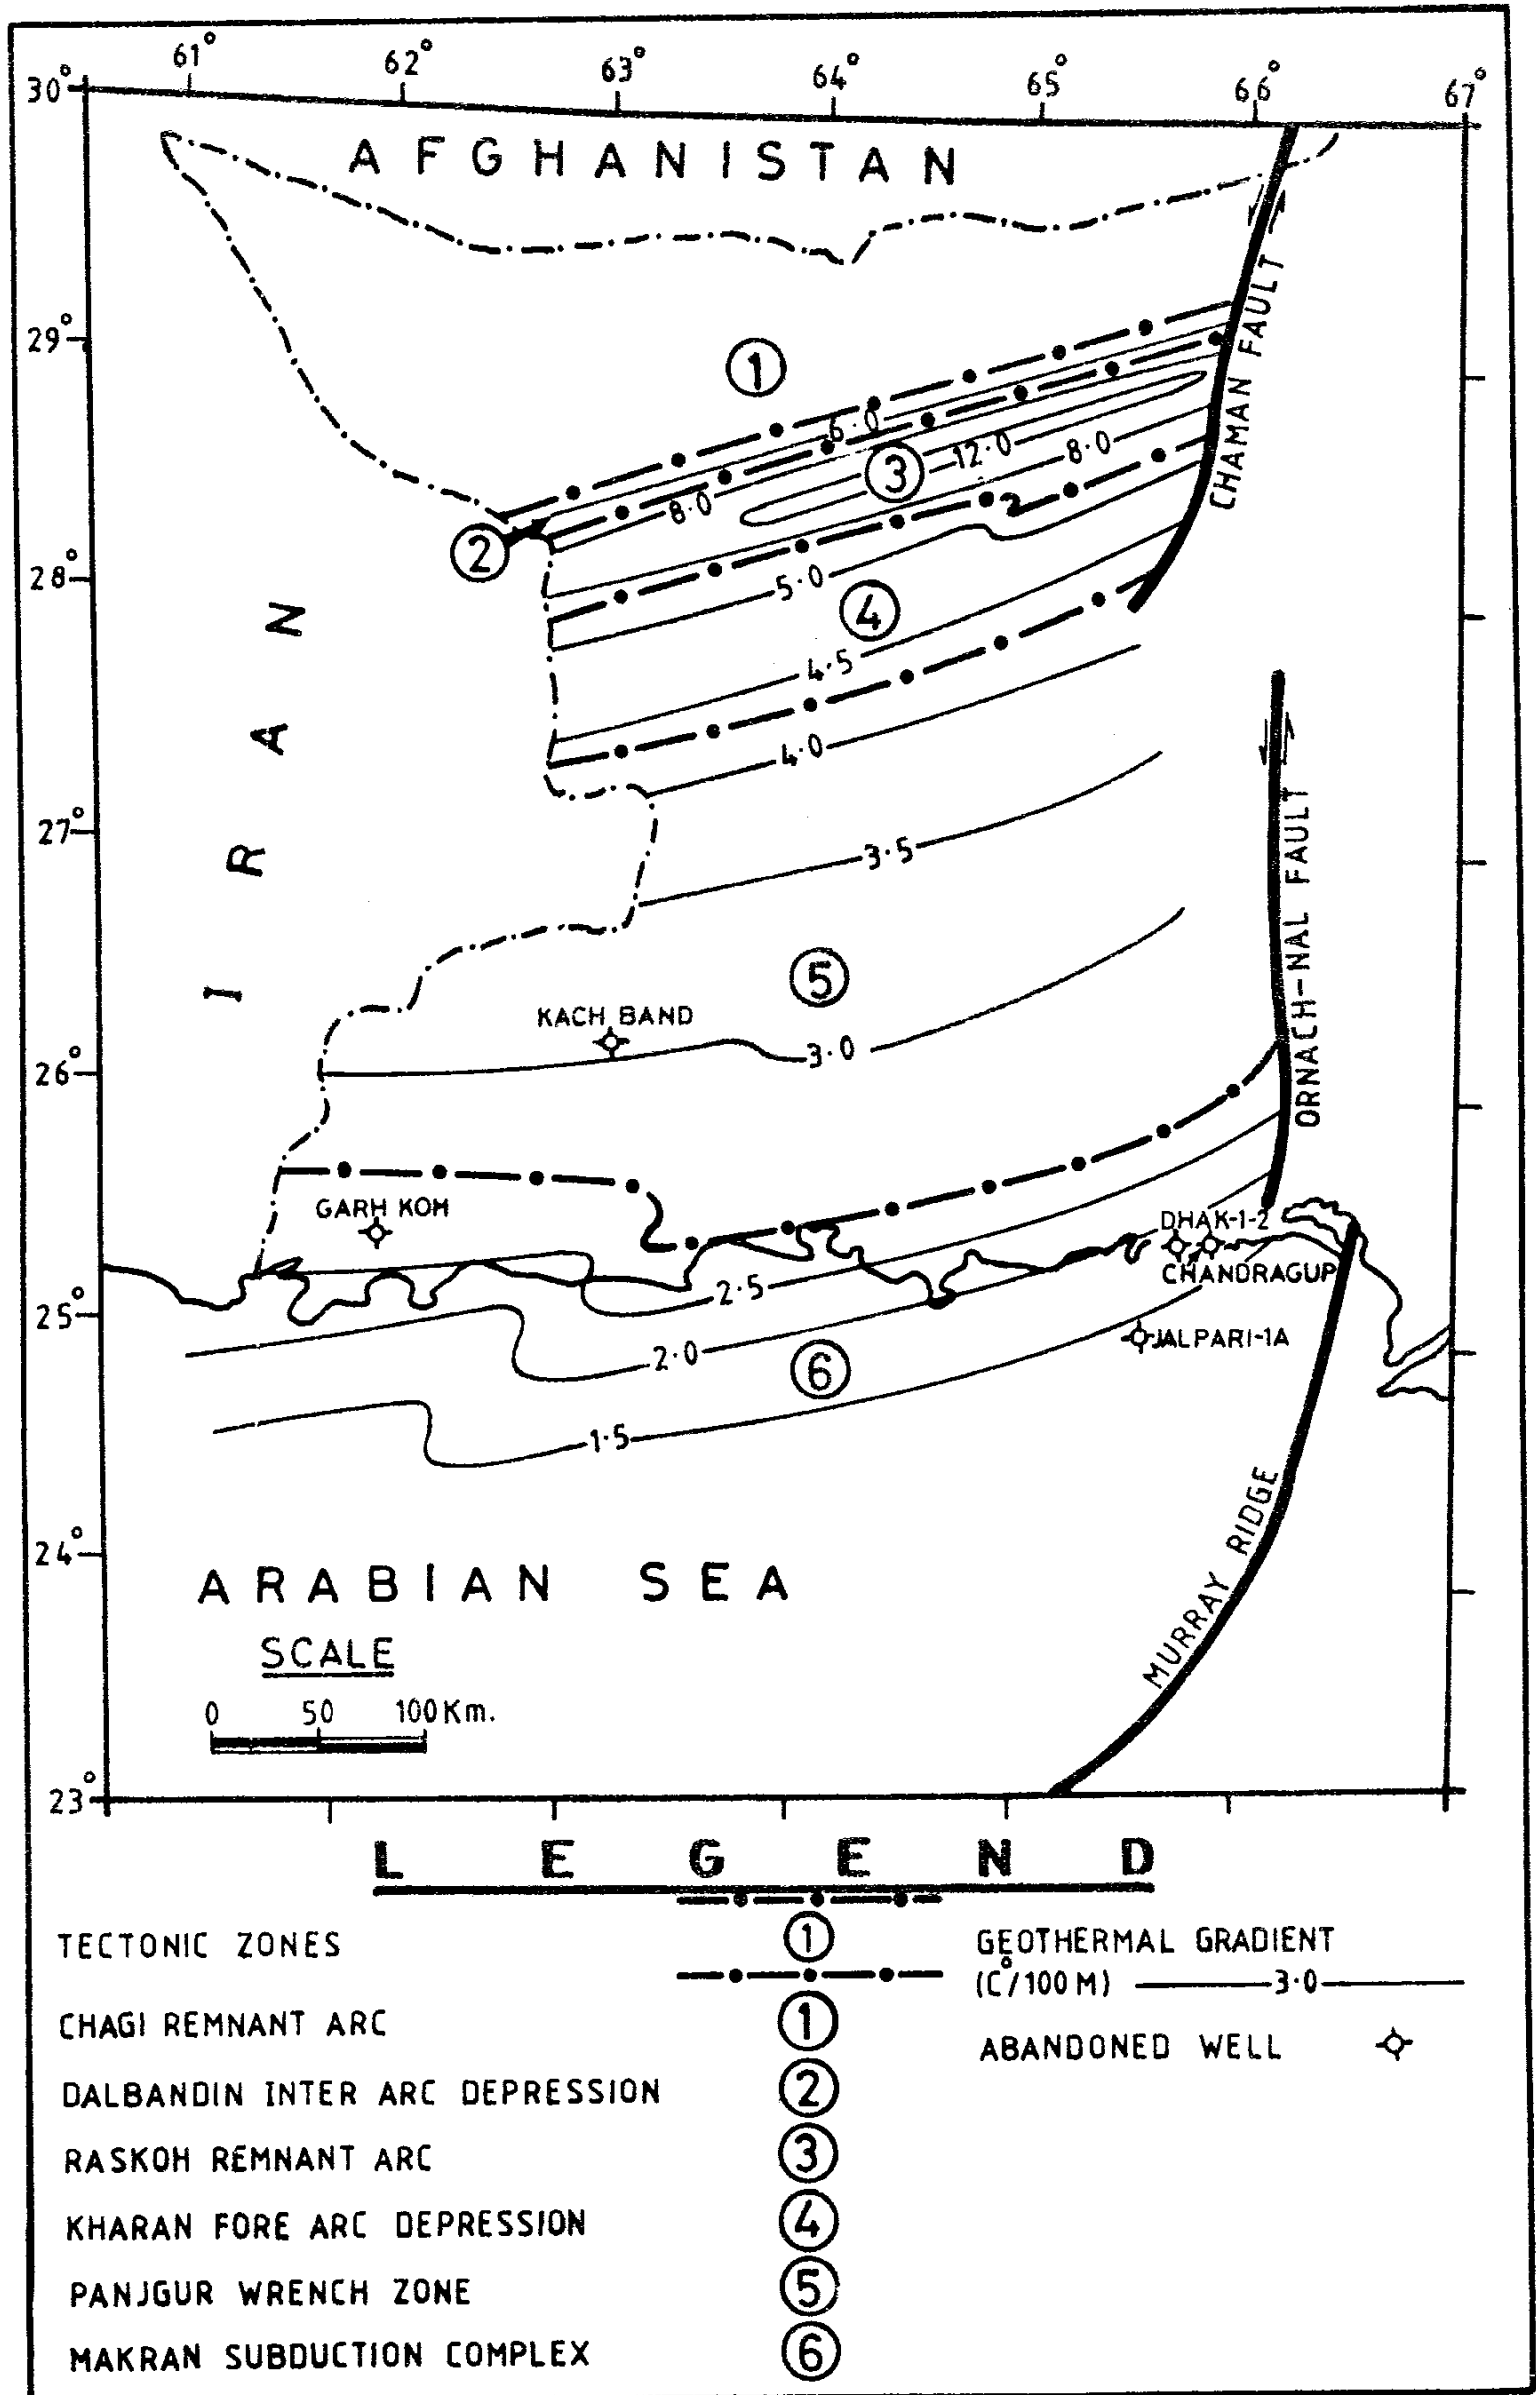 61° 62° 63° 64° 65° 66° 67°
30°
AFGHANISTAN
29°
CHAMAN FAULT
1
6.0
3
12.0
8.0
8.0
2
28°
5.0
4
IRAN
4.5
4.0
27°
ORNACH-NAL FAULT
3.5
5
KACH BAND
3.0
26°
GARH KOH
DHAK-1-2
CHANDRAGUP
25°
2.5
JALPARI-1A
2.0
6
1.5
24°
ARABIAN SEA
MURRAY RIDGE
SCALE
0 50 100 Km.
23°
LEGEND
TECTONIC ZONES 1 GEOTHERMAL GRADIENT
(C°/100 M) 3.0
CHAGI REMNANT ARC 1
ABANDONED WELL
DALBANDIN INTER ARC DEPRESSION 2
RASKOH REMNANT ARC 3
KHARAN FORE ARC DEPRESSION 4
PANJGUR WRENCH ZONE 5
MAKRAN SUBDUCTION COMPLEX 6